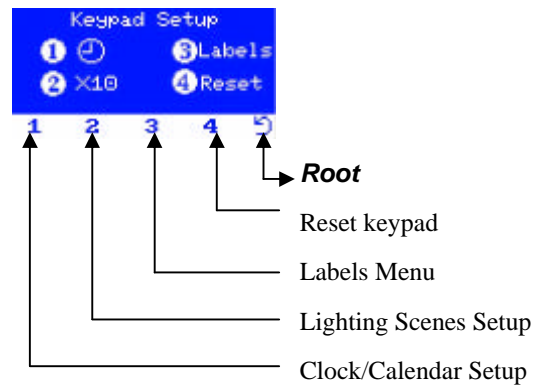 Keypad Setup
1 3 Labels
2 X10 4 Reset
1 2 3 4
Root
Reset keypad
Labels Menu
Lighting Scenes Setup
Clock/Calendar Setup